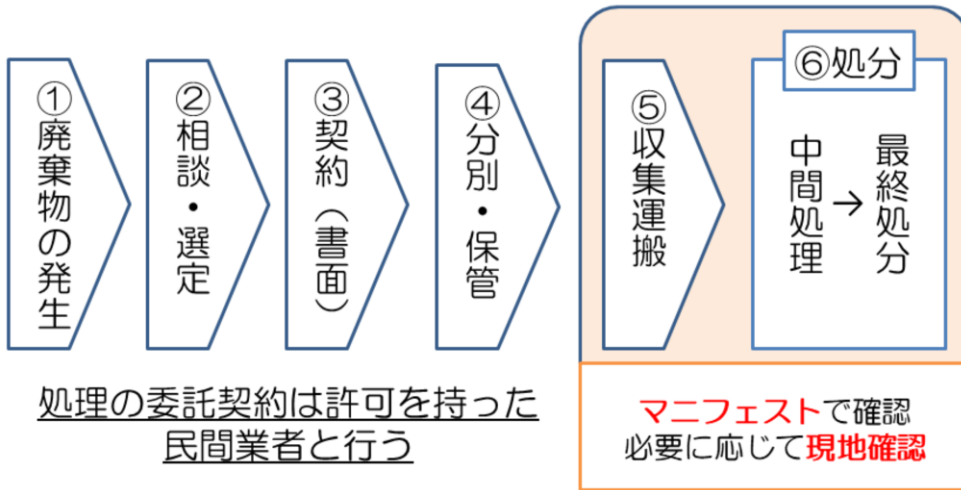 ①廃棄物の発生
②相談・選定
③契約（書面）
④分別・保管
⑤収集運搬
⑥処分
中間処理
→
最終処分
処理の委託契約は許可を持った
民間業者と行う
マニフェストで確認
必要に応じて現地確認